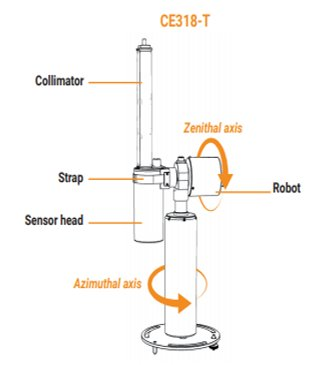 CE318-T
Collimator
Zenithal axis
Strap
Robot
Sensor head
Azimuthal axis